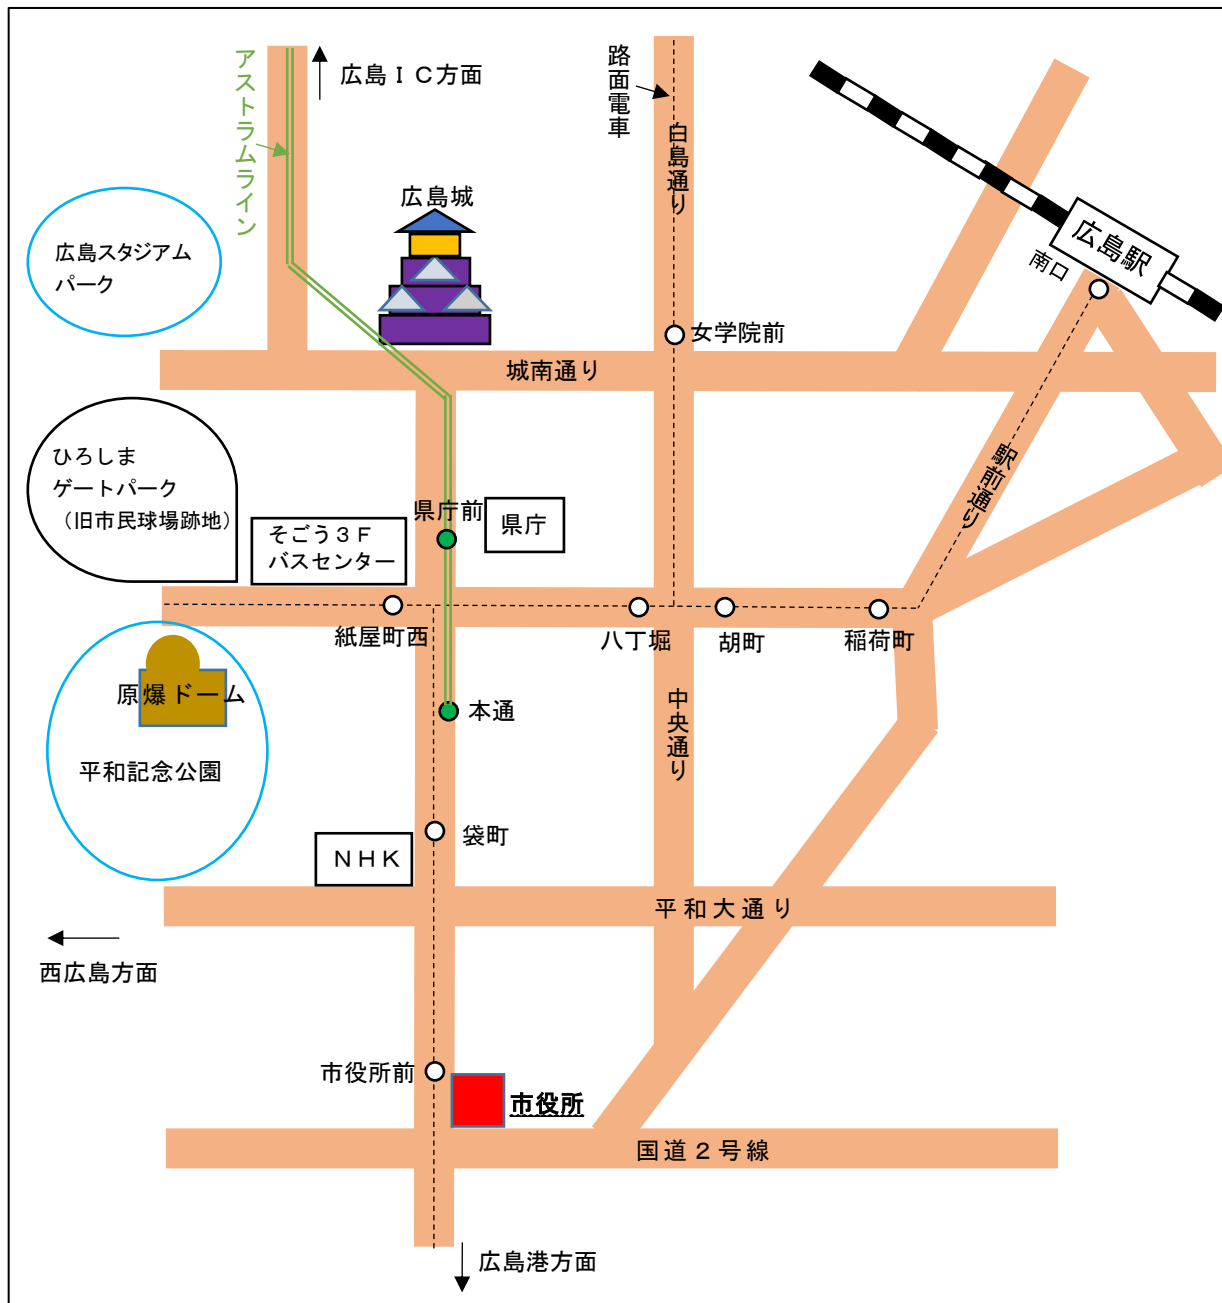 アストラムライン
広島ＩＣ方面
路面電車
白島通り
広島城
広島スタジアム
パーク
広島駅
南口
女学院前
城南通り
ひろしま
ゲートパーク
（旧市民球場跡地）
県庁前
県庁
そごう３Ｆ
バスセンター
駅前通り
紙屋町西
八丁堀
胡町
稲荷町
原爆ドーム
本通
中央通り
平和記念公園
袋町
ＮＨＫ
平和大通り
西広島方面
市役所前
市役所
国道２号線
広島港方面